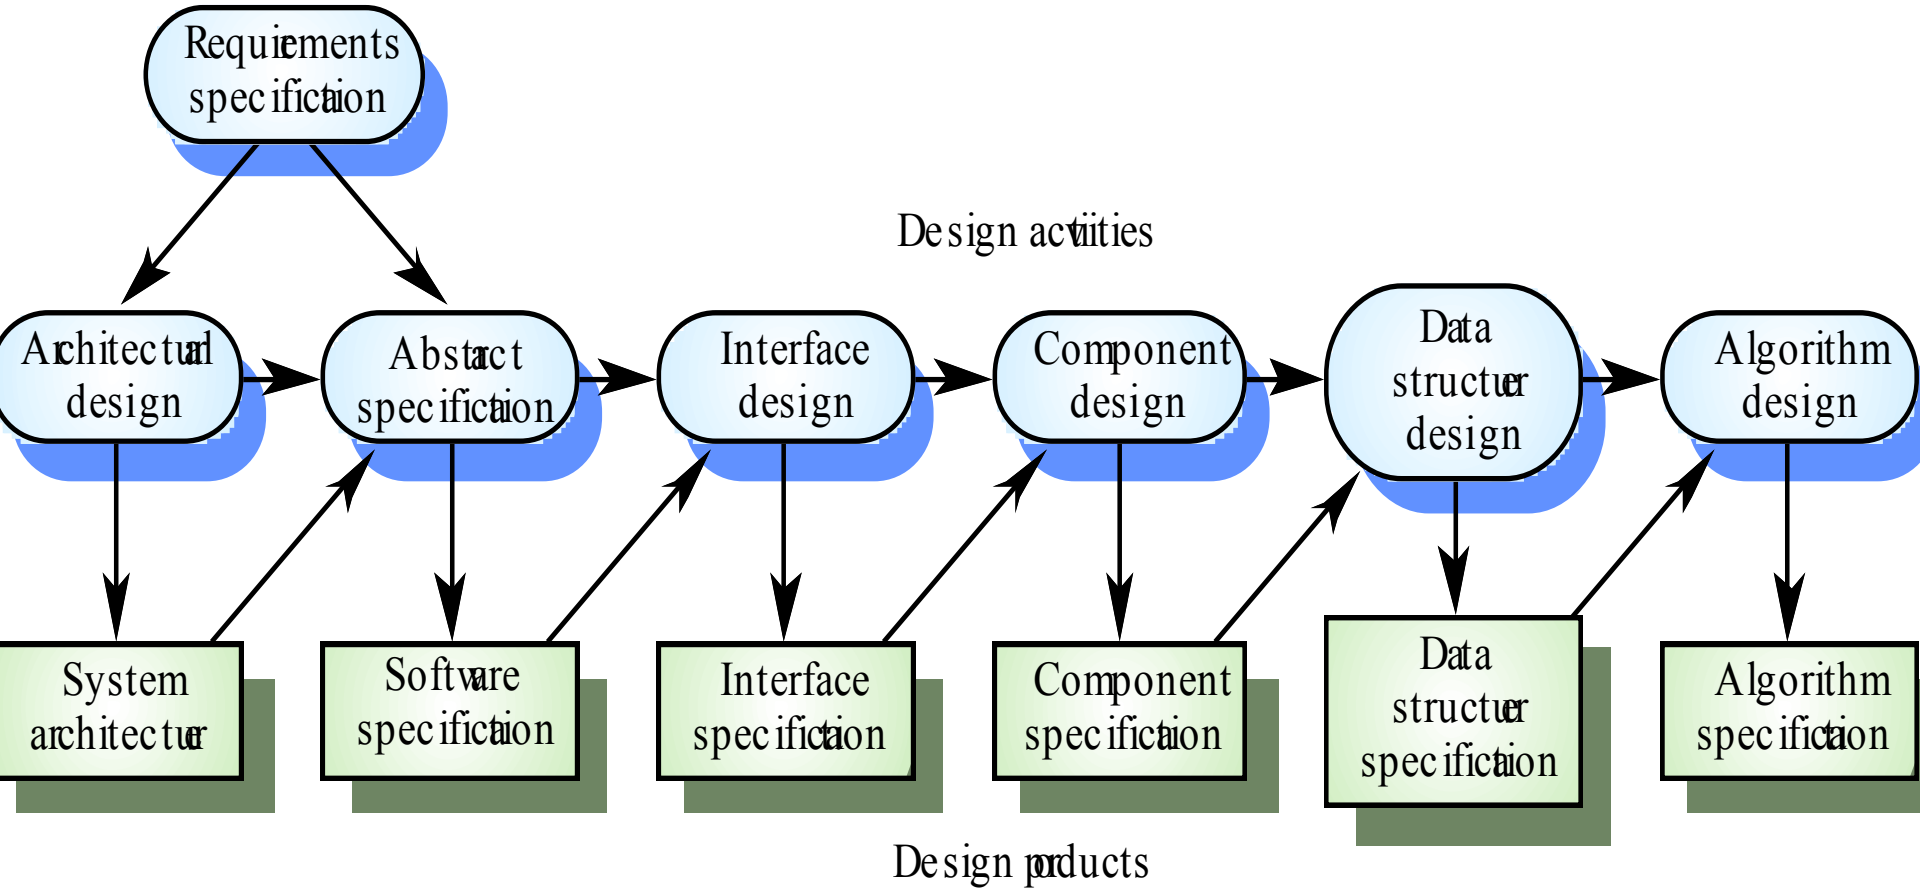 Requirements
specification
Design activities
Architectural
design
Abstract
specification
Interface
design
Component
design
Data
structure
design
Algorithm
design
System
architecture
Software
specification
Interface
specification
Component
specification
Data
structure
specification
Algorithm
specification
Design products